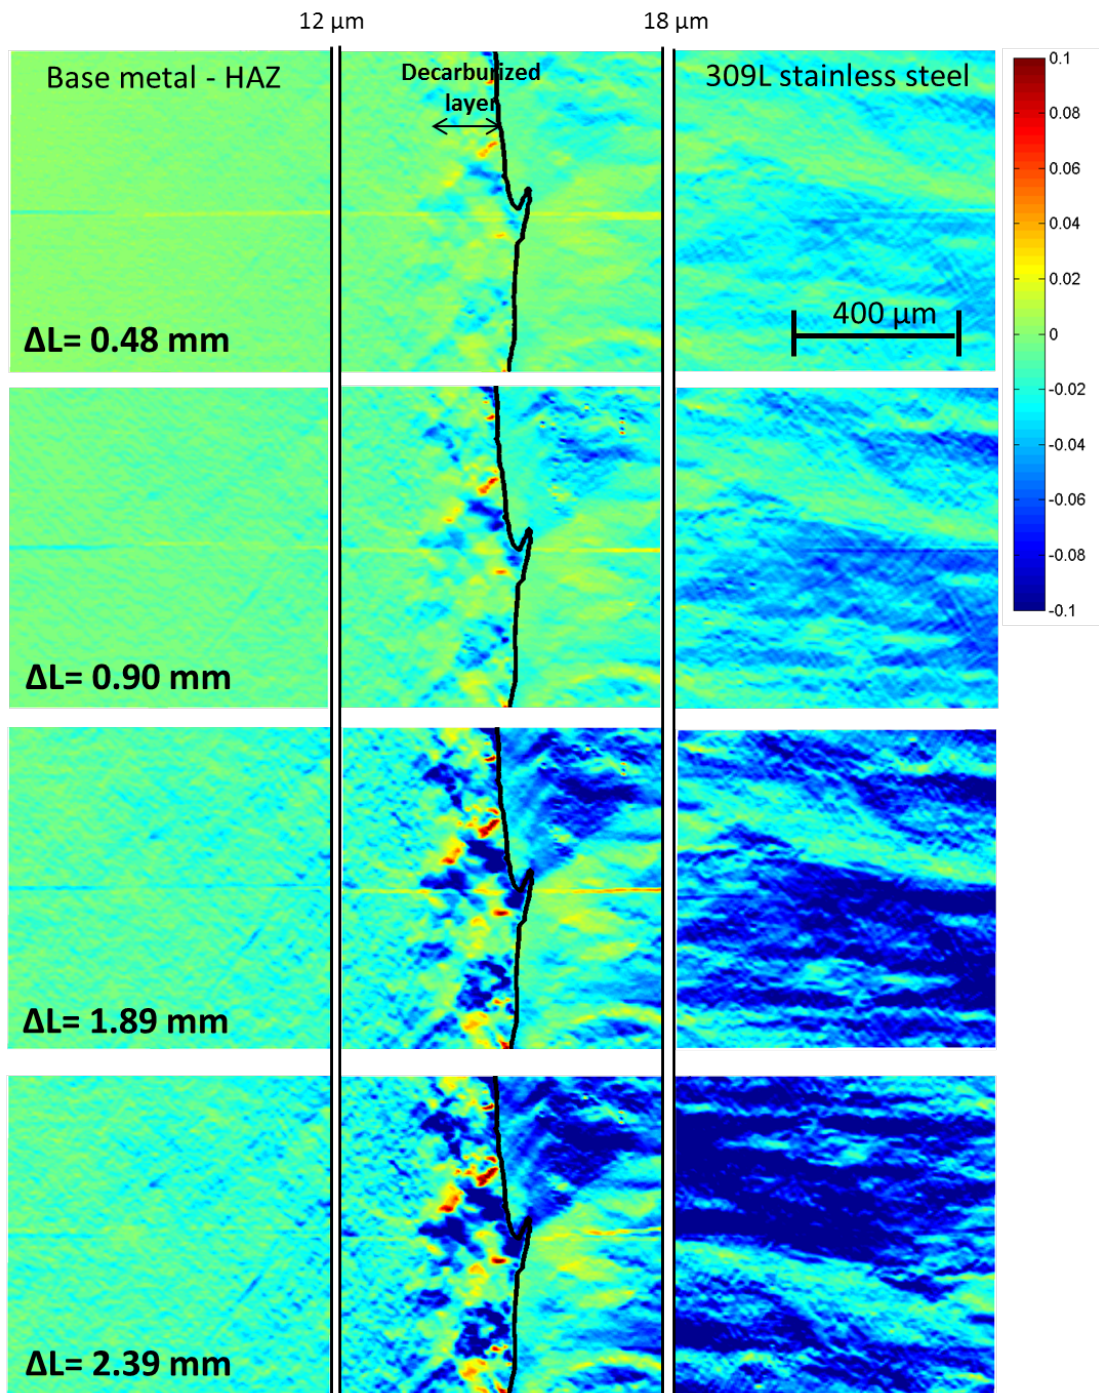 12 µm
18 µm
Base metal - HAZ
Decarburized
layer
309L stainless steel
0.1
0.08
0.06
0.04
0.02
0
-0.02
-0.04
-0.06
-0.08
-0.1
400 µm
ΔL= 0.48 mm
ΔL= 0.90 mm
ΔL= 1.89 mm
ΔL= 2.39 mm